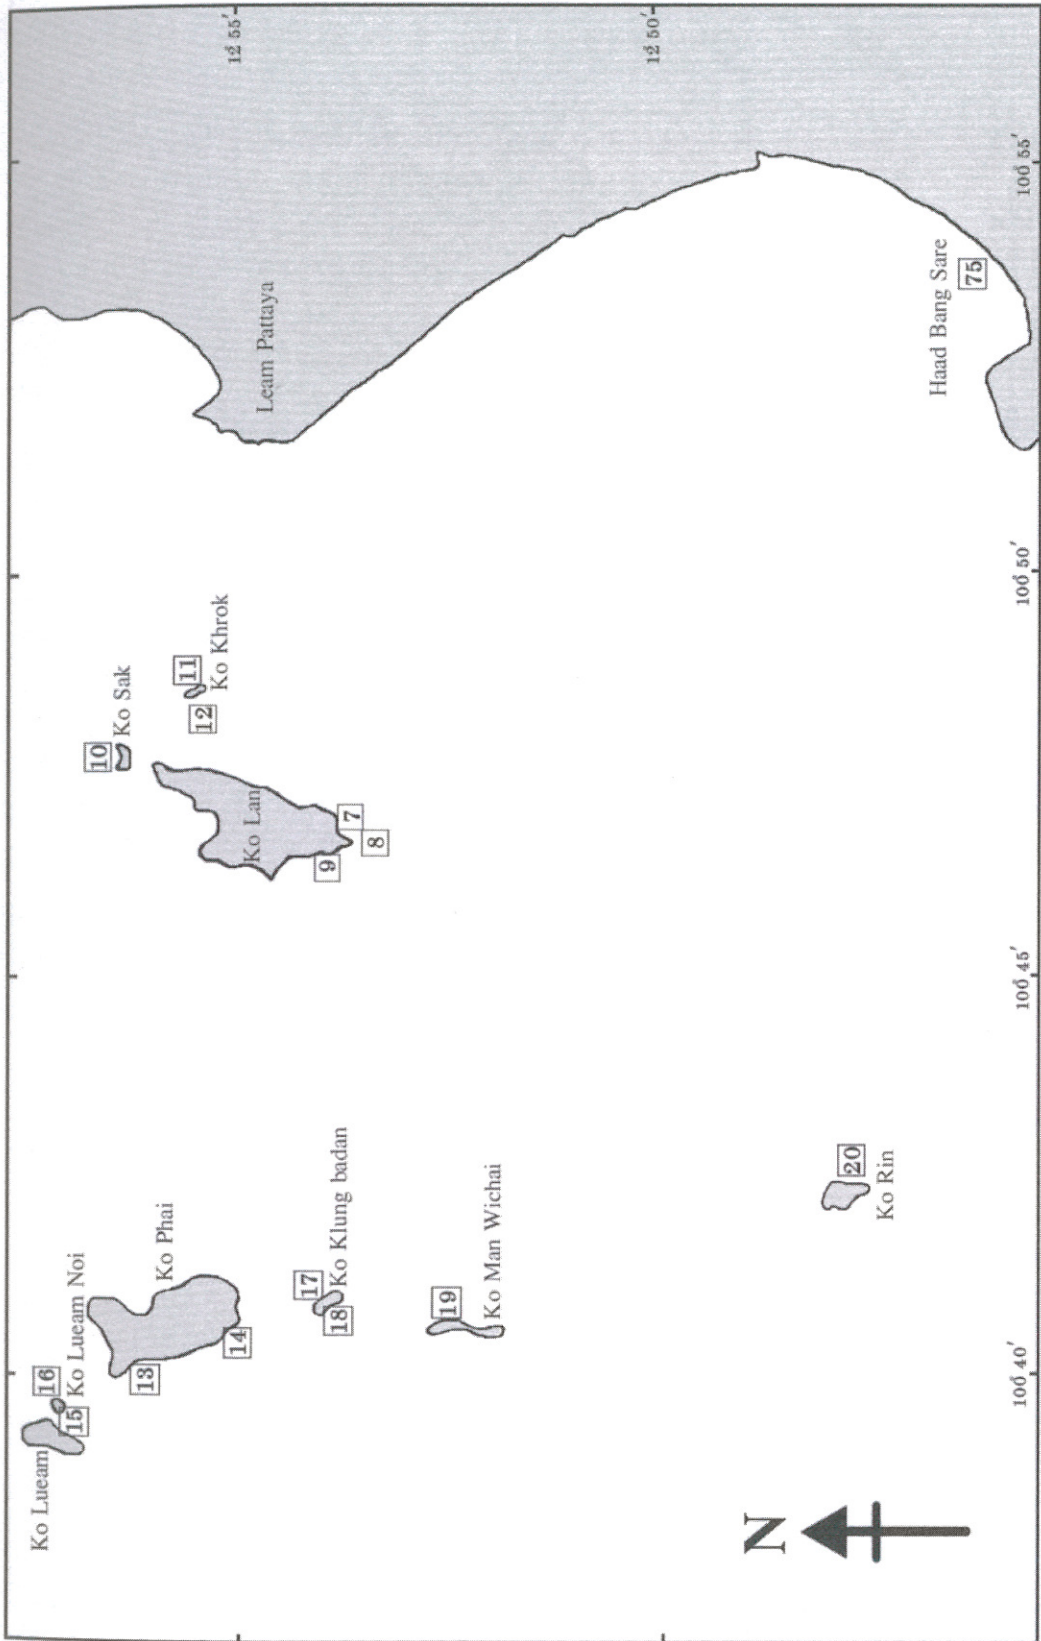 12°55′
12°50′
100°55′
100°50′
100°45′
100°40′
Leam Pattaya
Haad Bang Sare
75
10
Ko Sak
11
12
Ko Khrok
Ko Lan
7
8
9
Ko Lueam
15
16
Ko Lueam Noi
Ko Phai
13
14
17
18
Ko Klung badan
19
Ko Man Wichai
20
Ko Rin
N